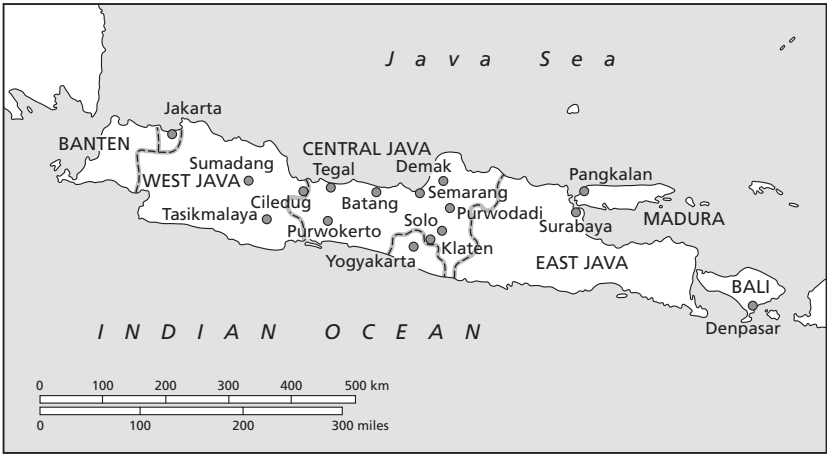 Java Sea
Jakarta
BANTEN
CENTRAL JAVA
Sumadang
Tegal
Demak
WEST JAVA
Pangkalan
Ciledug
Batang
Semarang
Tasikmalaya
Solo
Purwodadi
MADURA
Purwokerto
Surabaya
Klaten
Yogyakarta
EAST JAVA
BALI
INDIAN OCEAN
Denpasar
0 100 200 300 400 500 km
0 100 200 300 miles